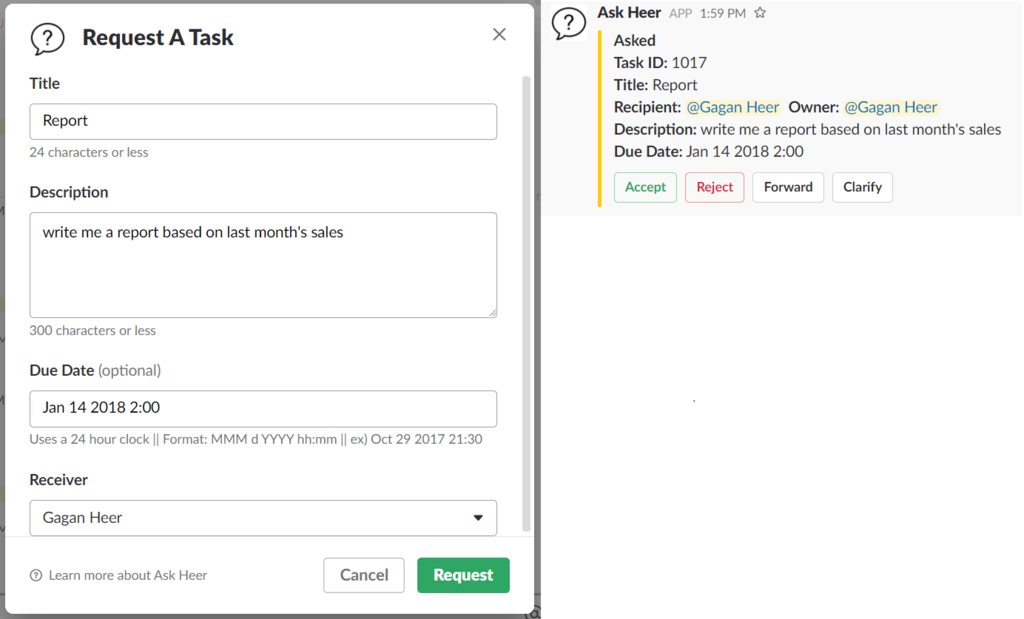 Request A Task
Title
Report
24 characters or less
Description
write me a report based on last month's sales
300 characters or less
Due Date (optional)
Jan 14 2018 2:00
Uses a 24 hour clock || Format: MMM d YYYY hh:mm || ex) Oct 29 2017 21:30
Receiver
Gagan Heer
Learn more about Ask Heer
Cancel
Request
Ask Heer APP 1:59 PM
Asked
Task ID: 1017
Title: Report
Recipient: @Gagan Heer Owner: @Gagan Heer
Description: write me a report based on last month's sales
Due Date: Jan 14 2018 2:00
Accept Reject Forward Clarify